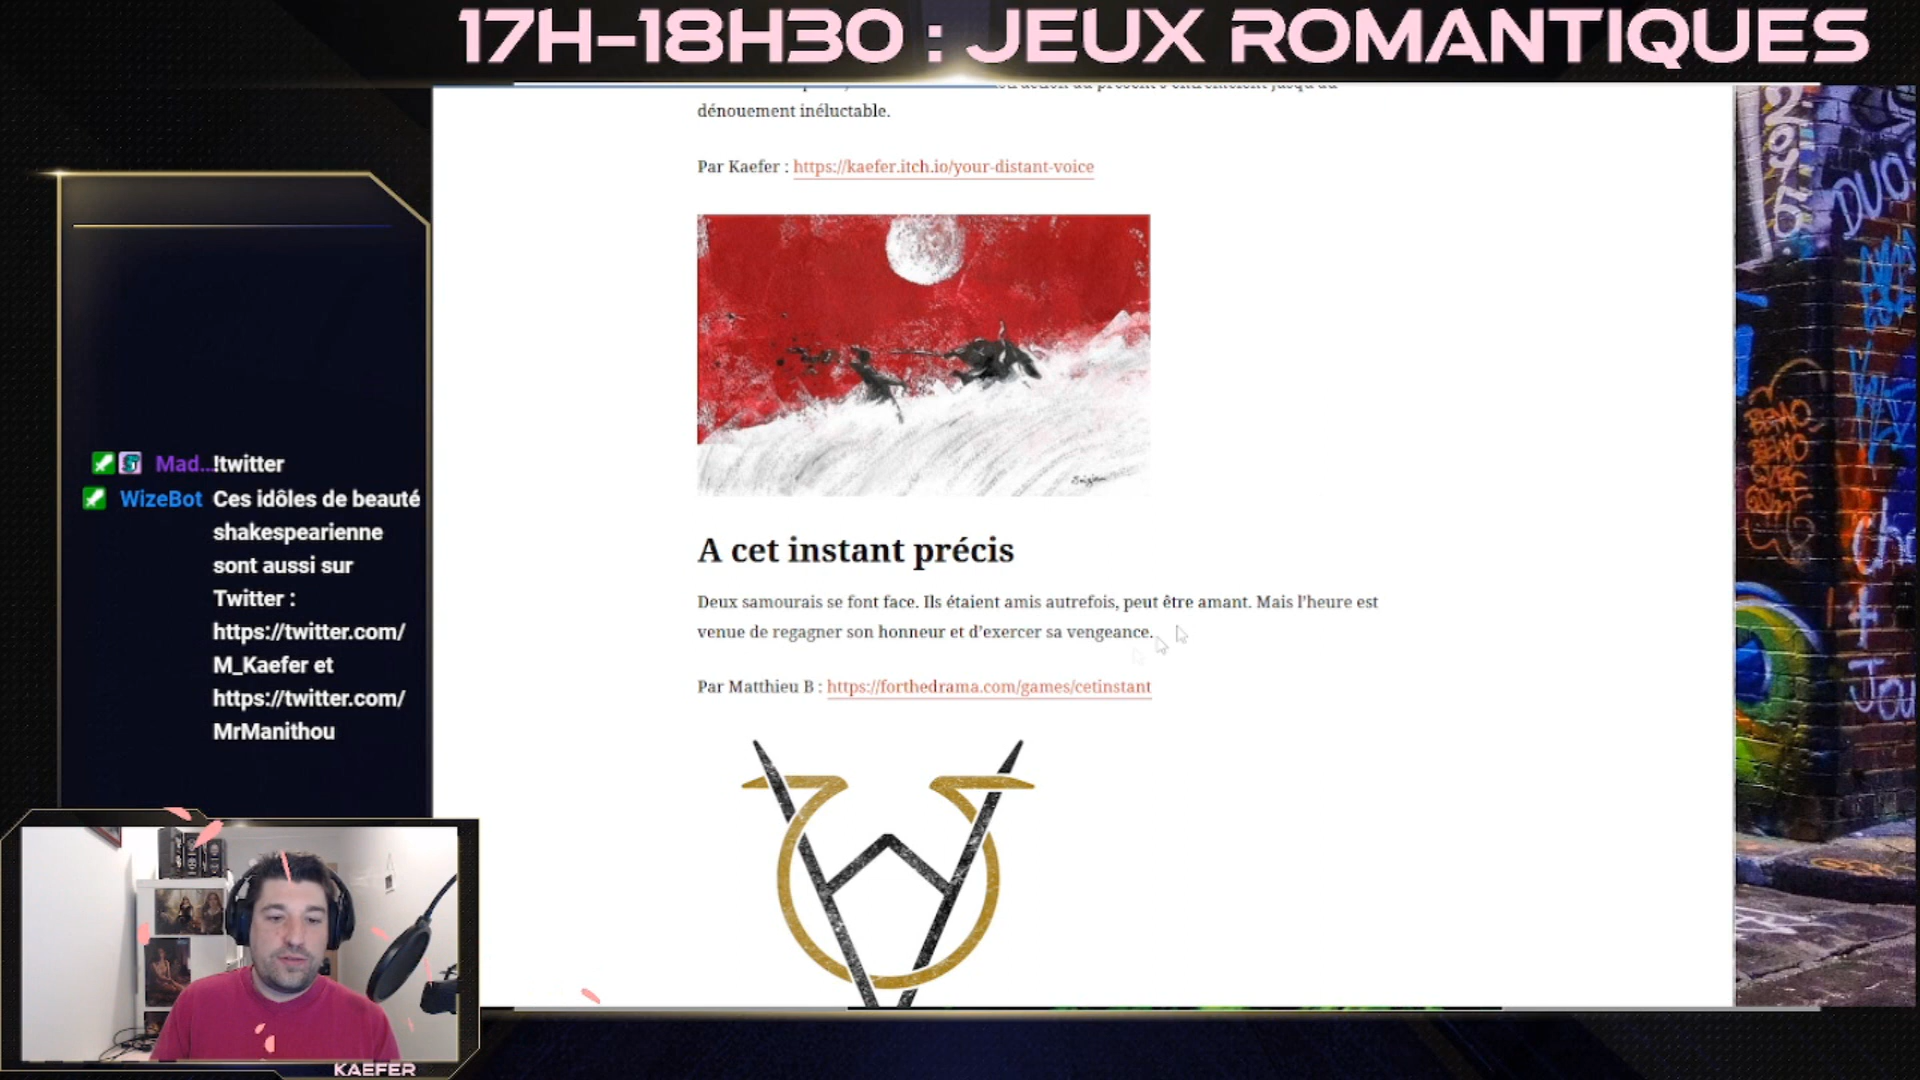 17H-18H30 : JEUX ROMANTIQUES
dénouement inéluctable.
Par Kaefer : https://kaefer.itch.io/your-distant-voice
A cet instant précis
Deux samourais se font face. Ils étaient amis autrefois, peut être amant. Mais l'heure est
venue de regagner son honneur et d'exercer sa vengeance.
Par Matthieu B : https://forthedrama.com/games/cetinstant
Mad... !twitter
WizeBot Ces idôles de beauté
shakespearienne
sont aussi sur
Twitter :
https://twitter.com/
M_Kaefer et
https://twitter.com/
MrManithou
KAEFER